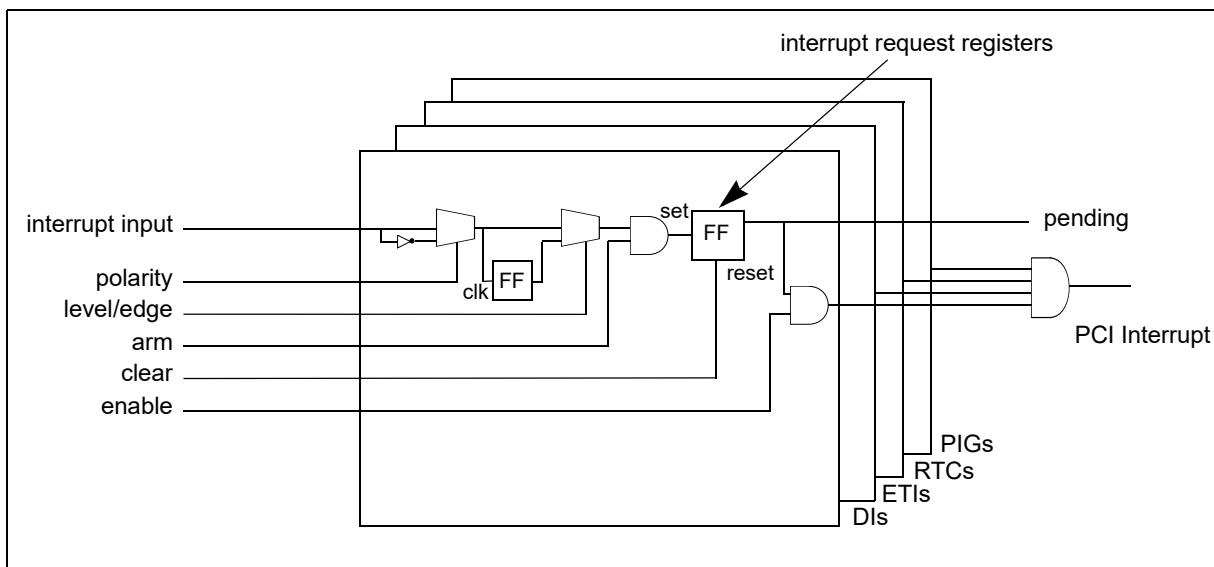 interrupt request registers
interrupt input
set
FF
pending
reset
polarity
clk
FF
level/edge
arm
PCI Interrupt
clear
enable
PIGs
RTCs
ETIs
DIs